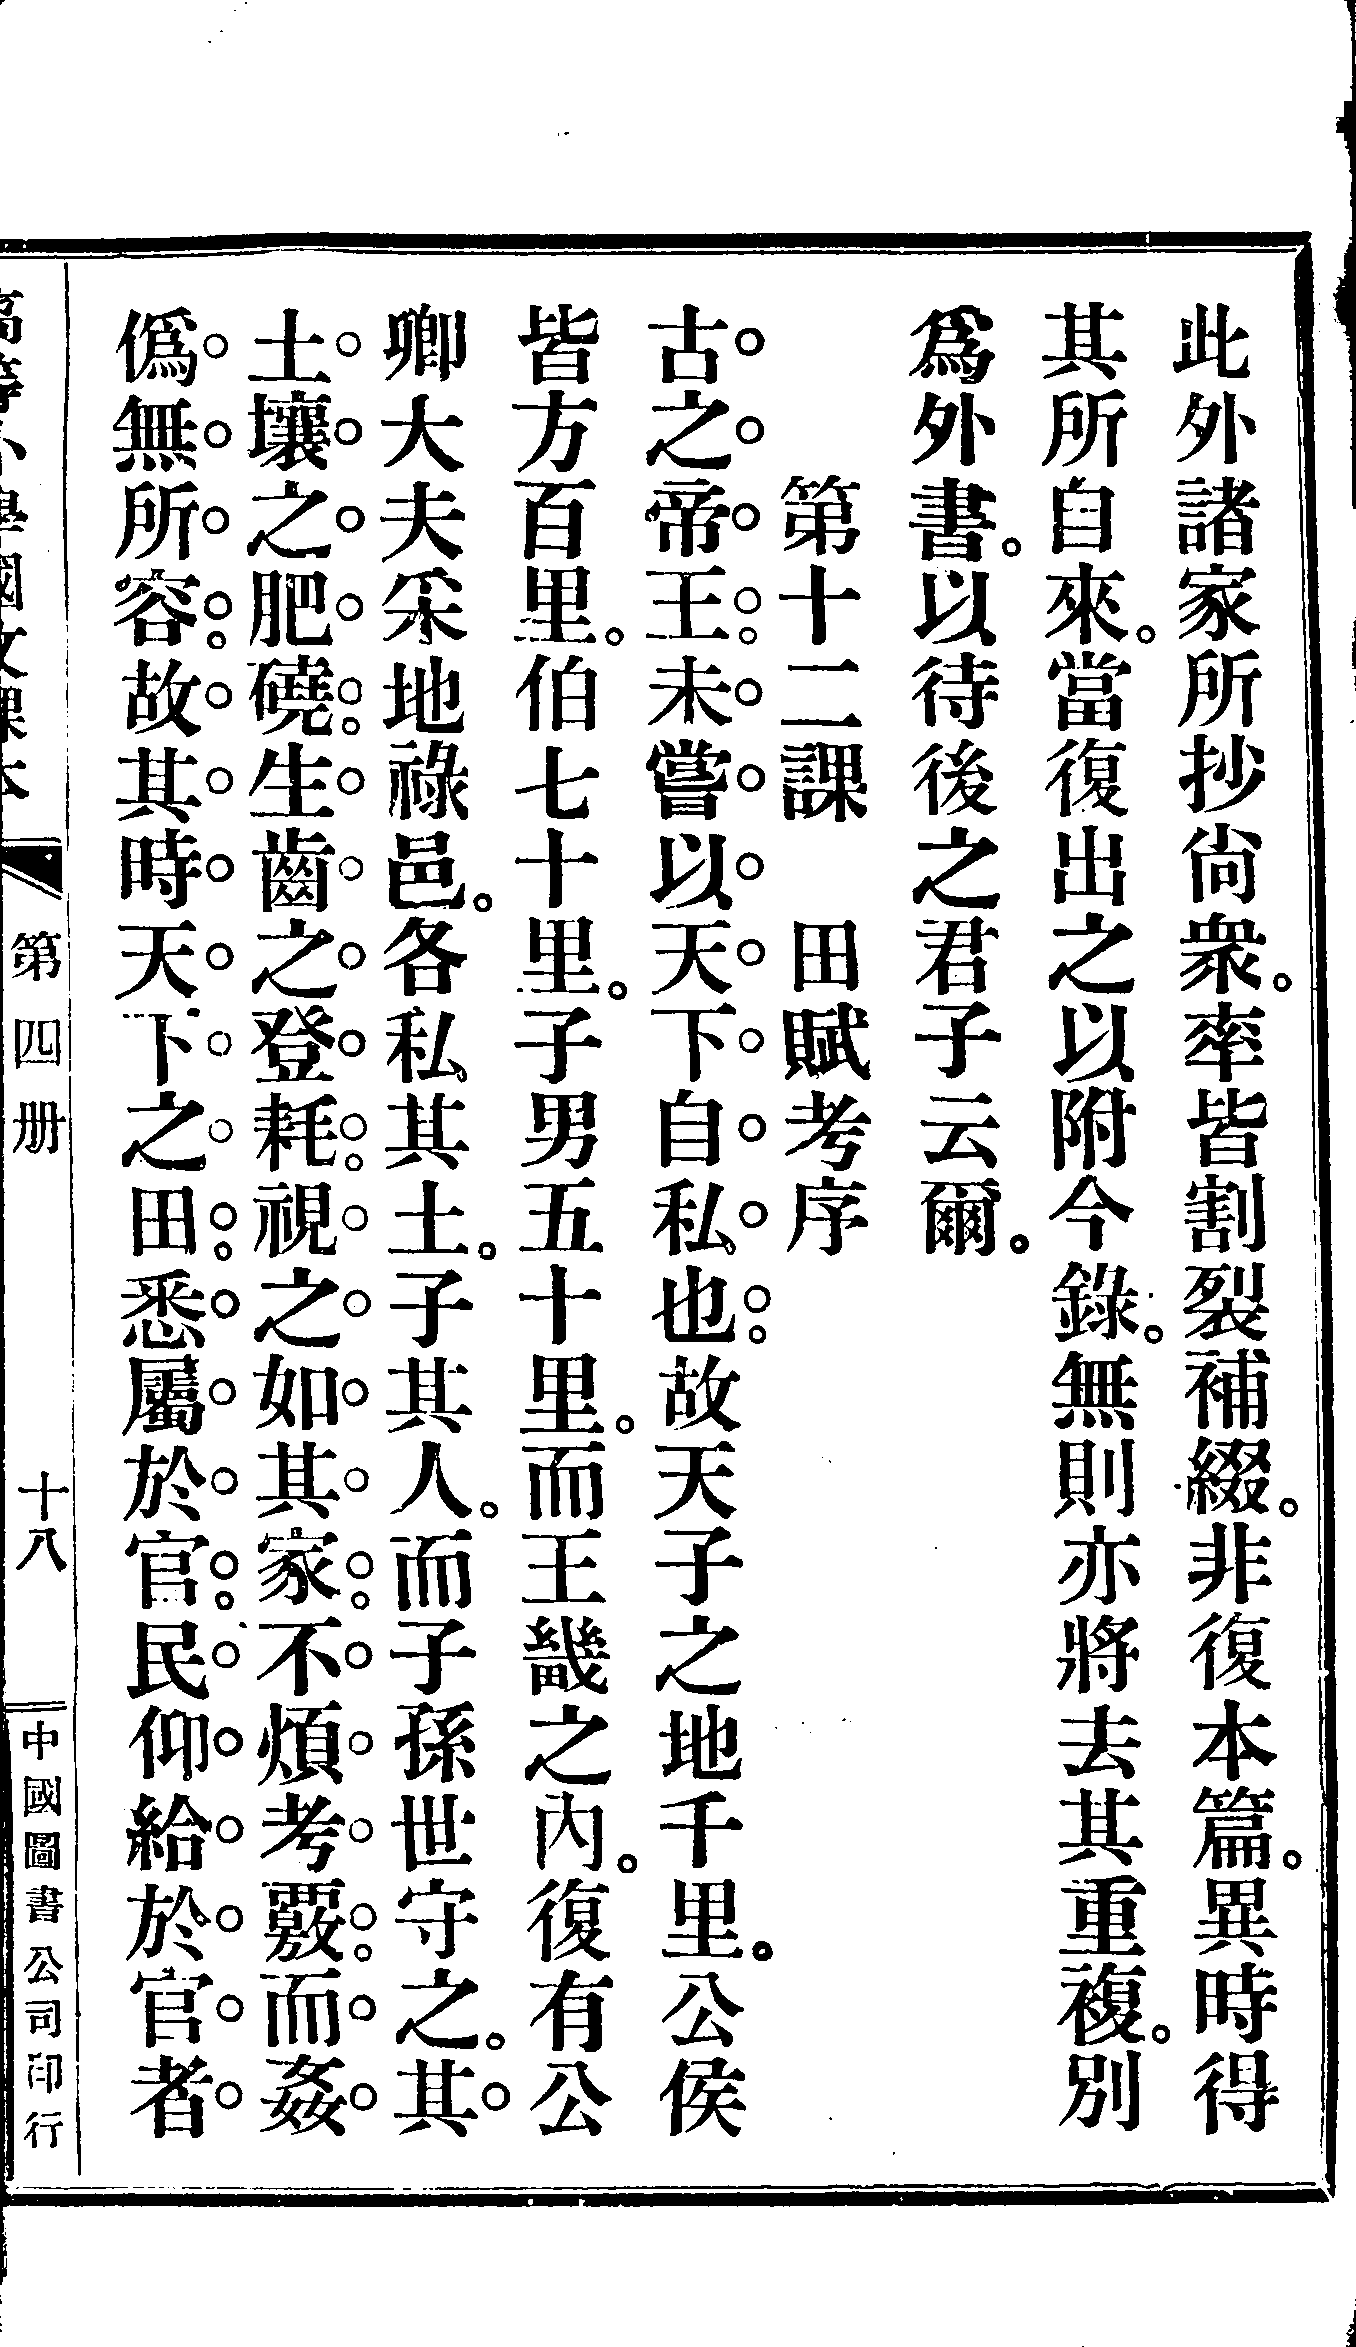 此外諸家所抄尙衆。率皆割裂補綴。非復本篇。異時得
其所自來。當復出之以附今錄。無則亦將去其重複。別
爲外書。以待後之君子云爾。
第十二課　田賦考序
古之帝王。未嘗以天下自私也。故天子之地千里。公侯
皆方百里。伯七十里。子男五十里。而王畿之內。復有公
卿大夫采地祿邑。各私其土。子其人。而子孫世守之。其
土壤之肥磽。生齒之登耗。視之如其家。不煩考覈。而姦
僞無所容。故其時天下之田。悉屬於官。民仰給於官者
高等小學國文課本
第四册
十八
中國圖書公司印行